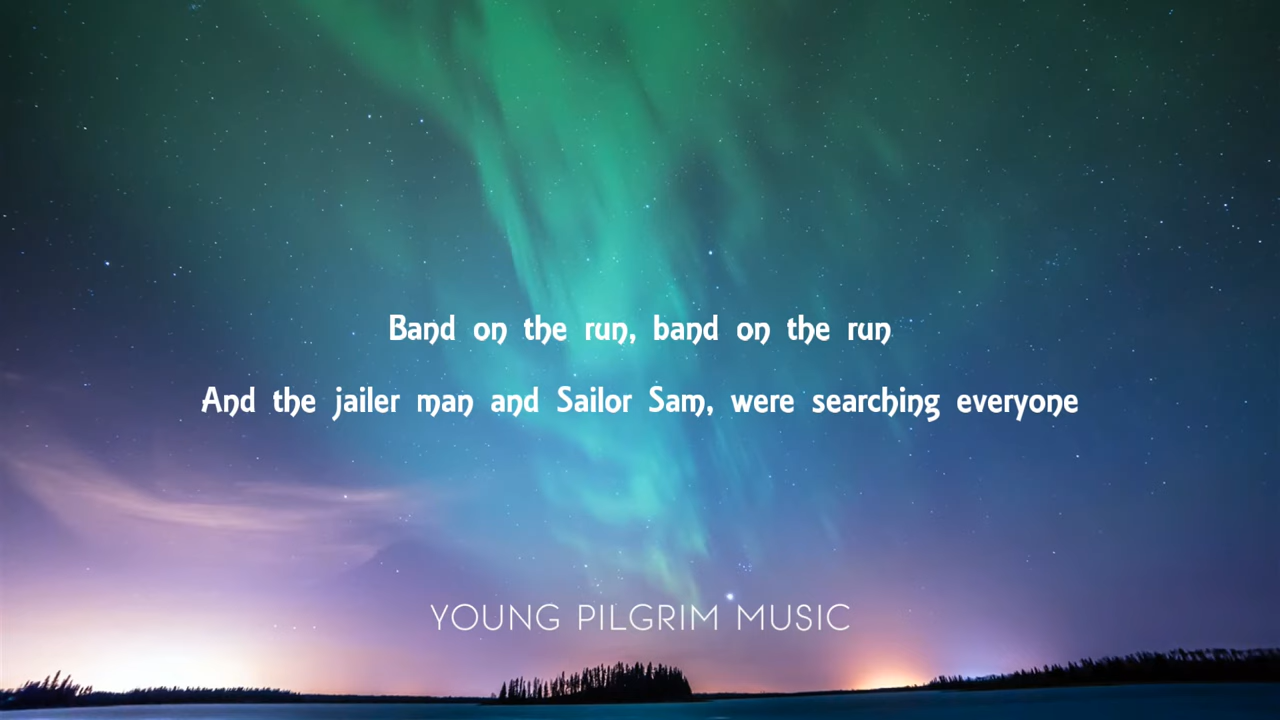 Band on the run, band on the run
And the jailer man and Sailor Sam, were searching everyone
YOUNG PILGRIM MUSIC